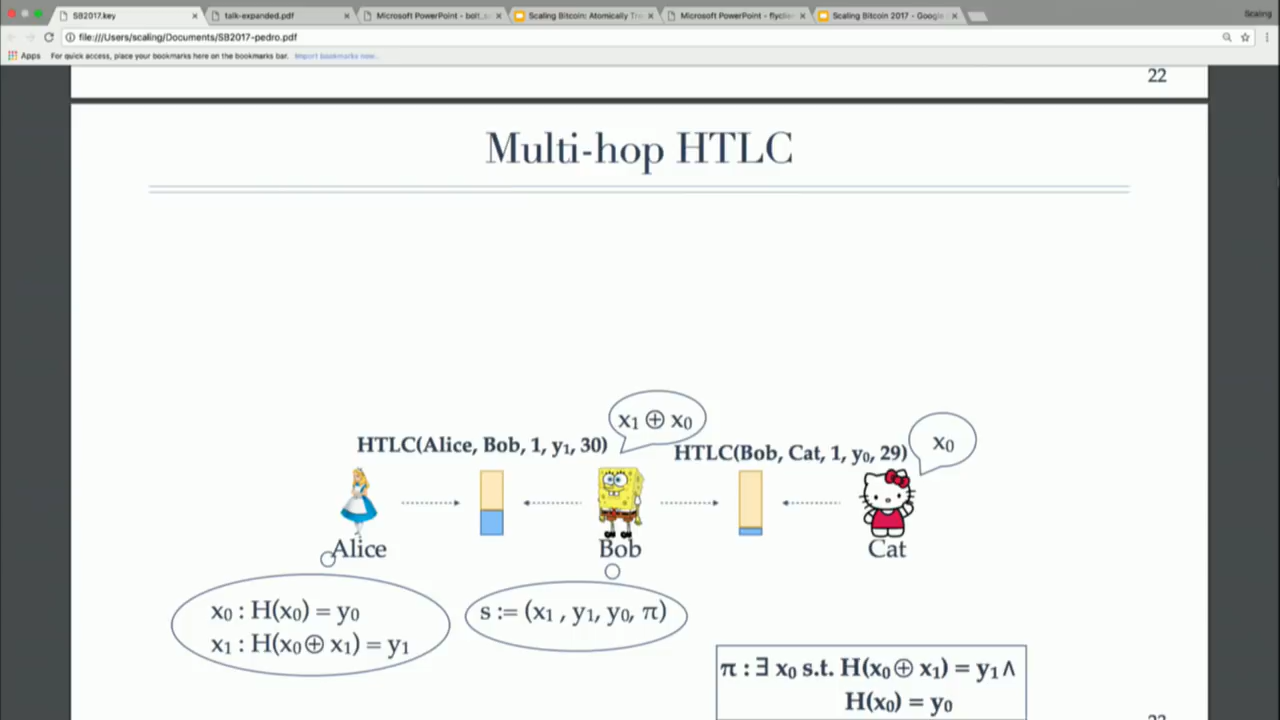 Scaling
SB2017.key
talk-expanded.pdf
Microsoft PowerPoint - bolt_s
Scaling Bitcoin: Atomically Tr
Microsoft PowerPoint - flyclie
Scaling Bitcoin 2017 - Google
file:///Users/scaling/Documents/SB2017-pedro.pdf
Apps
For quick access, place your bookmarks here on the bookmarks bar. Import bookmarks now...
22
Multi-hop HTLC
x₁ ⊕ x₀
HTLC(Alice, Bob, 1, y₁, 30)
HTLC(Bob, Cat, 1, y₀, 29)
x₀
Alice
Bob
Cat
x₀ : H(x₀) = y₀
x₁ : H(x₀ ⊕ x₁) = y₁
s := (x₁ , y₁, y₀, π)
π : ∃ x₀ s.t. H(x₀ ⊕ x₁) = y₁ ∧
H(x₀) = y₀